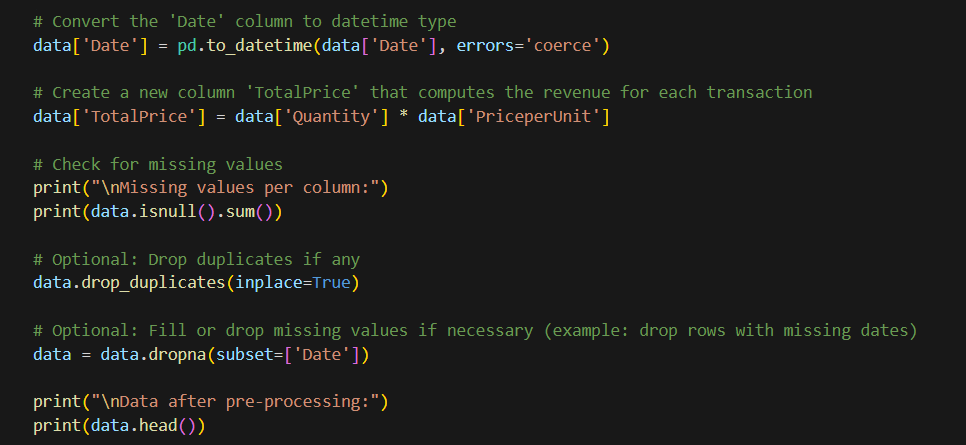 # Convert the 'Date' column to datetime type
data['Date'] = pd.to_datetime(data['Date'], errors='coerce')
# Create a new column 'TotalPrice' that computes the revenue for each transaction
data['TotalPrice'] = data['Quantity'] * data['PriceperUnit']
# Check for missing values
print("\nMissing values per column:")
print(data.isnull().sum())
# Optional: Drop duplicates if any
data.drop_duplicates(inplace=True)
# Optional: Fill or drop missing values if necessary (example: drop rows with missing dates)
data = data.dropna(subset=['Date'])
print("\nData after pre-processing:")
print(data.head())